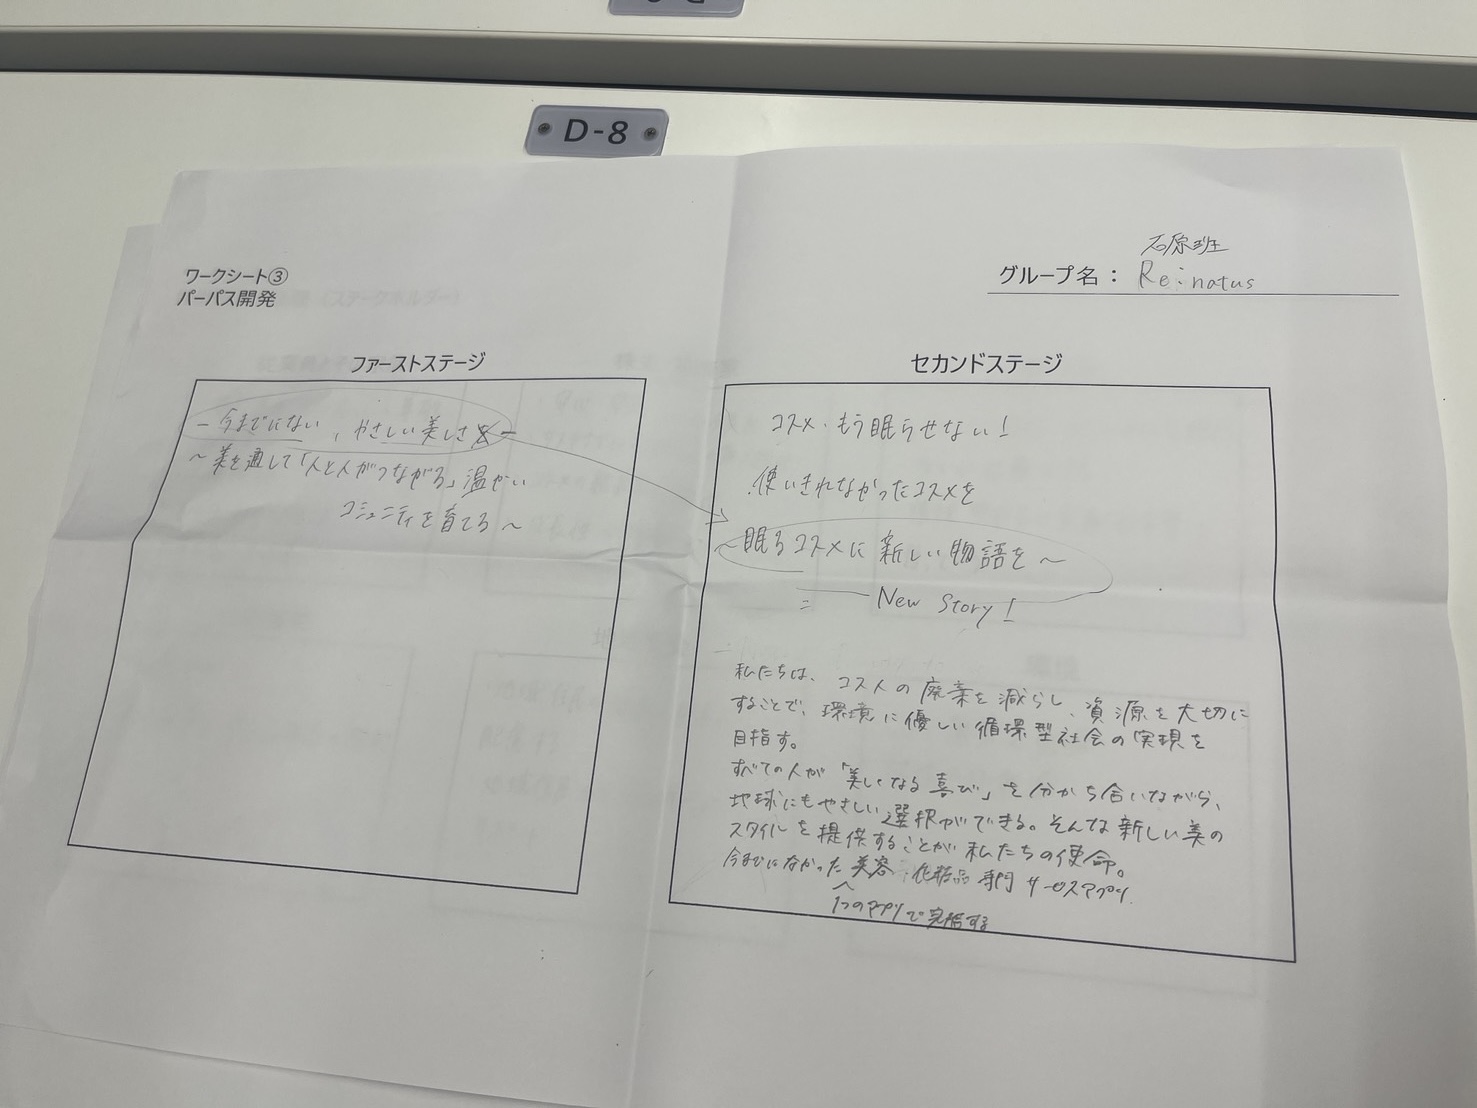 D-8
ワークシート③
パーパス開発
石原班
グループ名： Re:natus
ファーストステージ
- 今までにない、やさしい美しさ -
～美を通して「人と人がつながる」温かい
コミュニティを育てる～
セカンドステージ
コスメ、もう眠らせない！
使いきれなかったコスメを
～眠るコスメに新しい物語を～
= New Story!
私たちは、コスメの廃棄を減らし、資源を大切に
することで、環境に優しい循環型社会の実現を
目指す。
すべての人が「美しくなる喜び」を分かち合いながら、
地球にもやさしい選択ができる。そんな新しい美の
スタイルを提供することが私たちの使命。
今までになかった美容・化粧品専門サービスアプリ。
1つのアプリで完結する